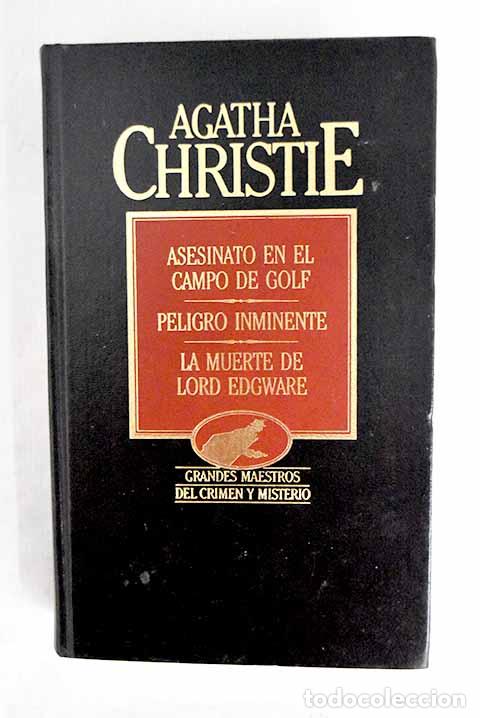 AGATHA
CHRISTIE
ASESINATO EN EL
CAMPO DE GOLF
PELIGRO INMINENTE
LA MUERTE DE
LORD EDGWARE
GRANDES MAESTROS
DEL CRIMEN Y MISTERIO
todocoleccion